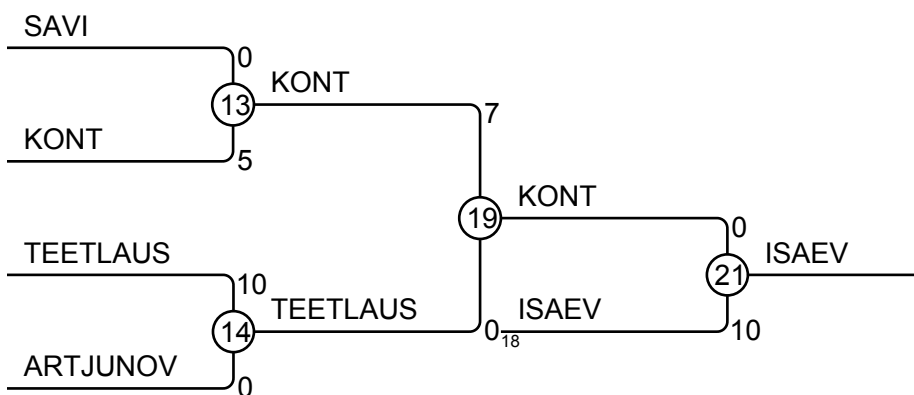 SAVI
0
13
KONT
7
KONT
5
19
KONT
0
TEETLAUS
10
21
ISAEV
14
TEETLAUS
0
18
ISAEV
10
ARTJUNOV
0